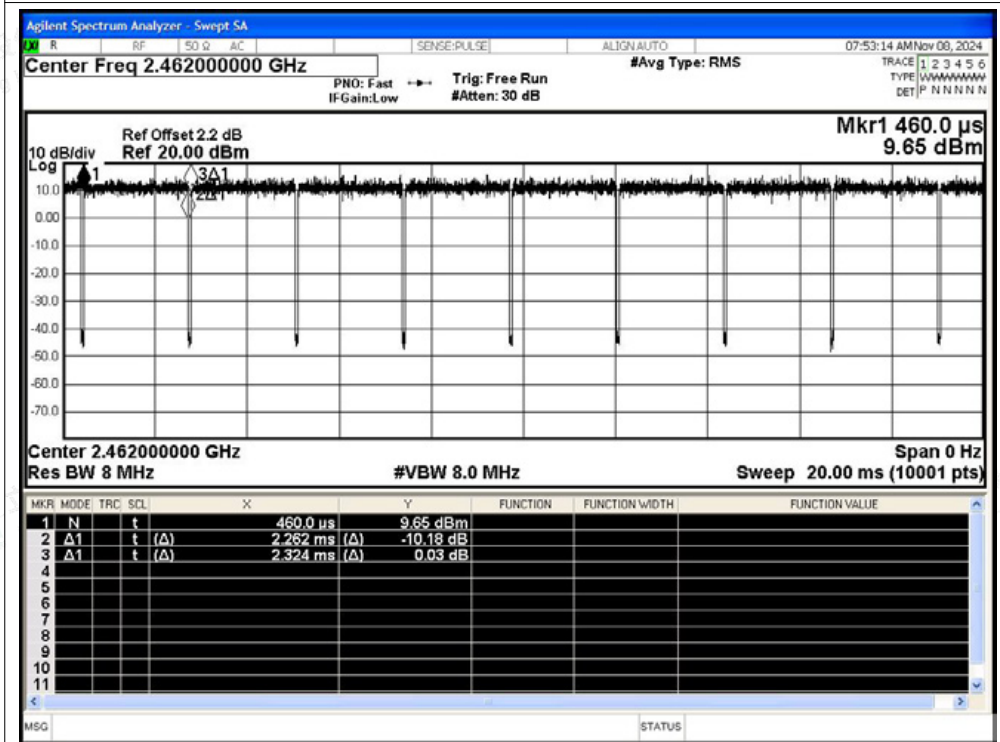 Agilent Spectrum Analyzer - Swept SA
R RF 50 Ω AC SENSE:PULSE ALIGN AUTO 07:53:14 AM Nov 08, 2024
Center Freq 2.462000000 GHz #Avg Type: RMS TRACE 1 2 3 4 5 6
PNO: Fast Trig: Free Run TYPE WWWWWW
IFGain:Low #Atten: 30 dB DET P N N N N N
Mkr1 460.0 µs
Ref Offset 2.2 dB
10 dB/div Ref 20.00 dBm 9.65 dBm
Log
1 3Δ1
10.0
2Δ1
0.00
-10.0
-20.0
-30.0
-40.0
-50.0
-60.0
-70.0
Center 2.462000000 GHz Span 0 Hz
Res BW 8 MHz #VBW 8.0 MHz Sweep 20.00 ms (10001 pts)
MKR MODE TRC SCL X Y FUNCTION FUNCTION WIDTH FUNCTION VALUE
1 N t 460.0 µs 9.65 dBm
2 Δ1 t (Δ) 2.262 ms (Δ) -10.18 dB
3 Δ1 t (Δ) 2.324 ms (Δ) 0.03 dB
4
5
6
7
8
9
10
11
MSG STATUS